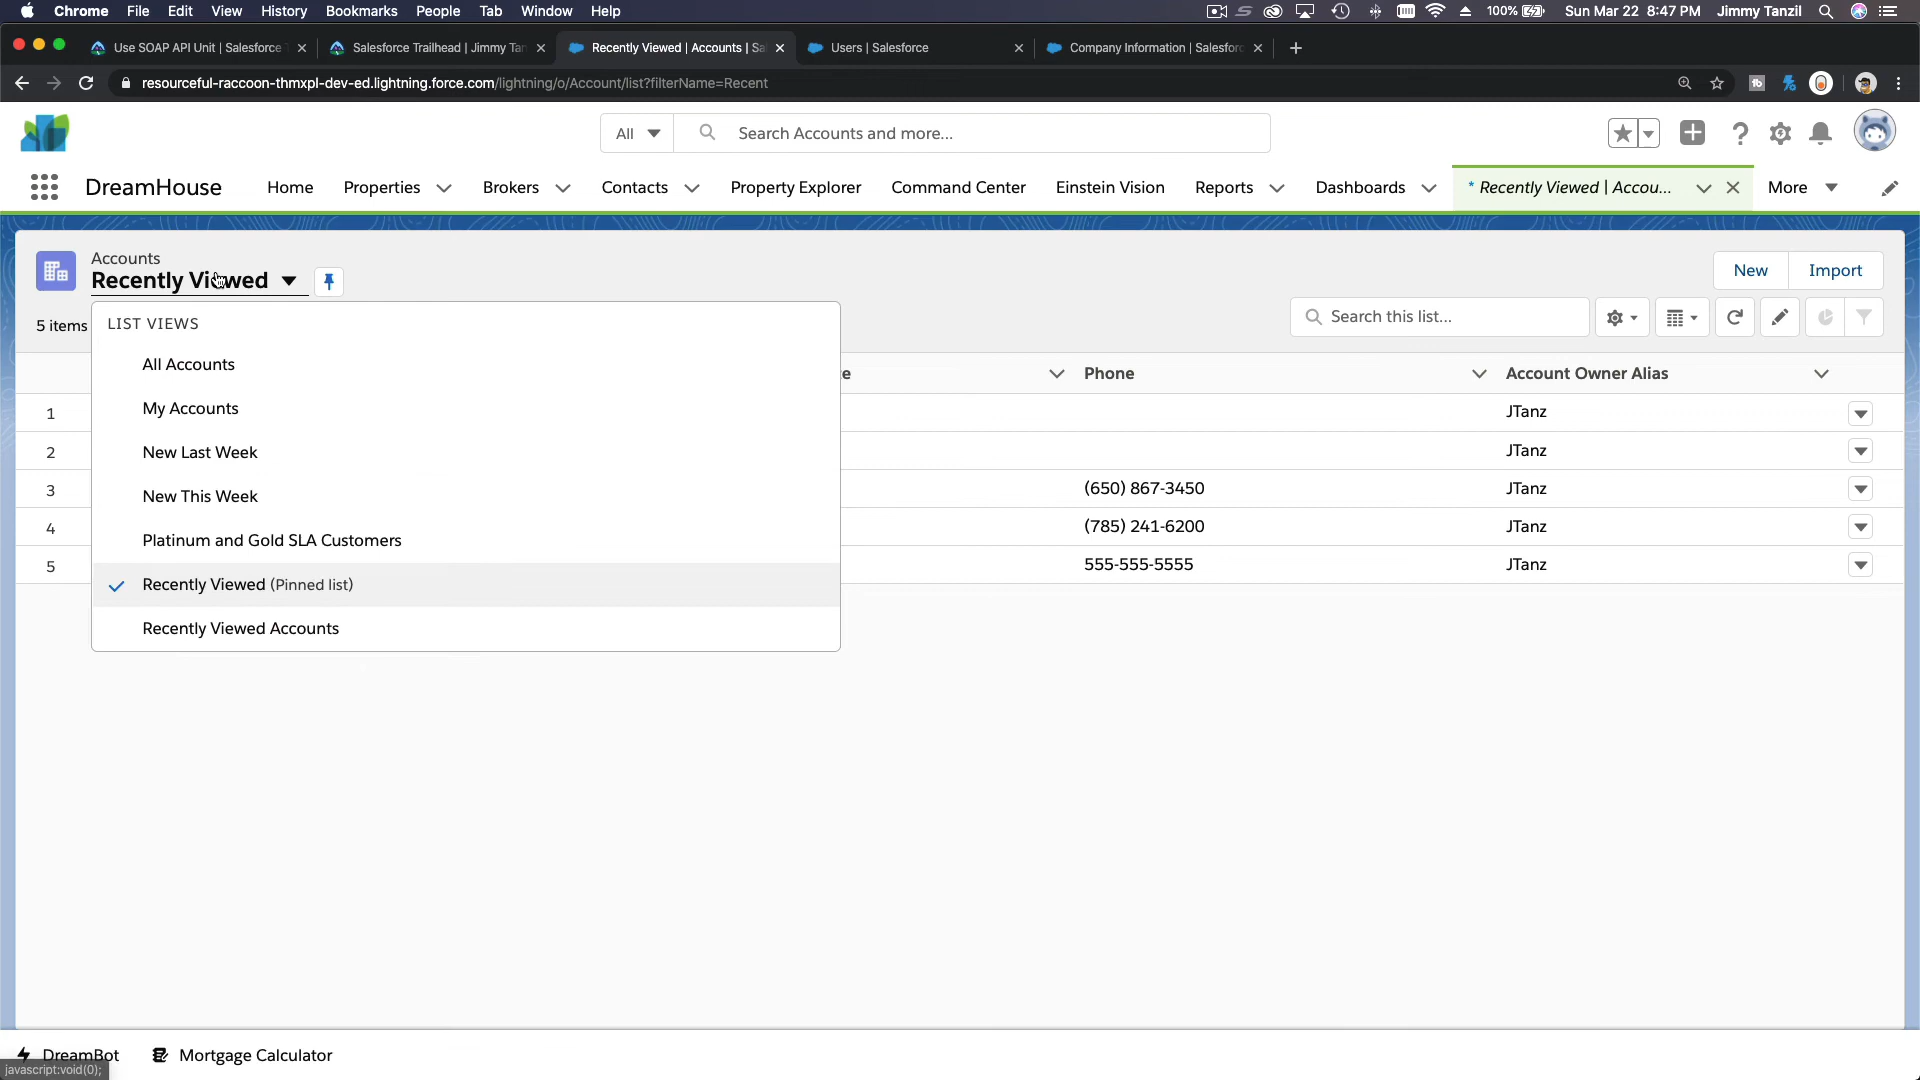 Chrome File Edit View History Bookmarks People Tab Window Help 100% Sun Mar 22 8:47 PM Jimmy Tanzil
Use SOAP API Unit | Salesforce Salesforce Trailhead | Jimmy Tan Recently Viewed | Accounts | Sa Users | Salesforce Company Information | Salesforc
resourceful-raccoon-thmxpl-dev-ed.lightning.force.com/lightning/o/Account/list?filterName=Recent
All Search Accounts and more...
DreamHouse Home Properties Brokers Contacts Property Explorer Command Center Einstein Vision Reports Dashboards * Recently Viewed | Accou... More
Accounts
Recently Viewed
New Import
5 items
Search this list...
LIST VIEWS
All Accounts
My Accounts
New Last Week
New This Week
Platinum and Gold SLA Customers
Recently Viewed (Pinned list)
Recently Viewed Accounts
e Phone Account Owner Alias
1 JTanz
2 JTanz
3 (650) 867-3450 JTanz
4 (785) 241-6200 JTanz
5 555-555-5555 JTanz
DreamBot Mortgage Calculator
javascript:void(0);